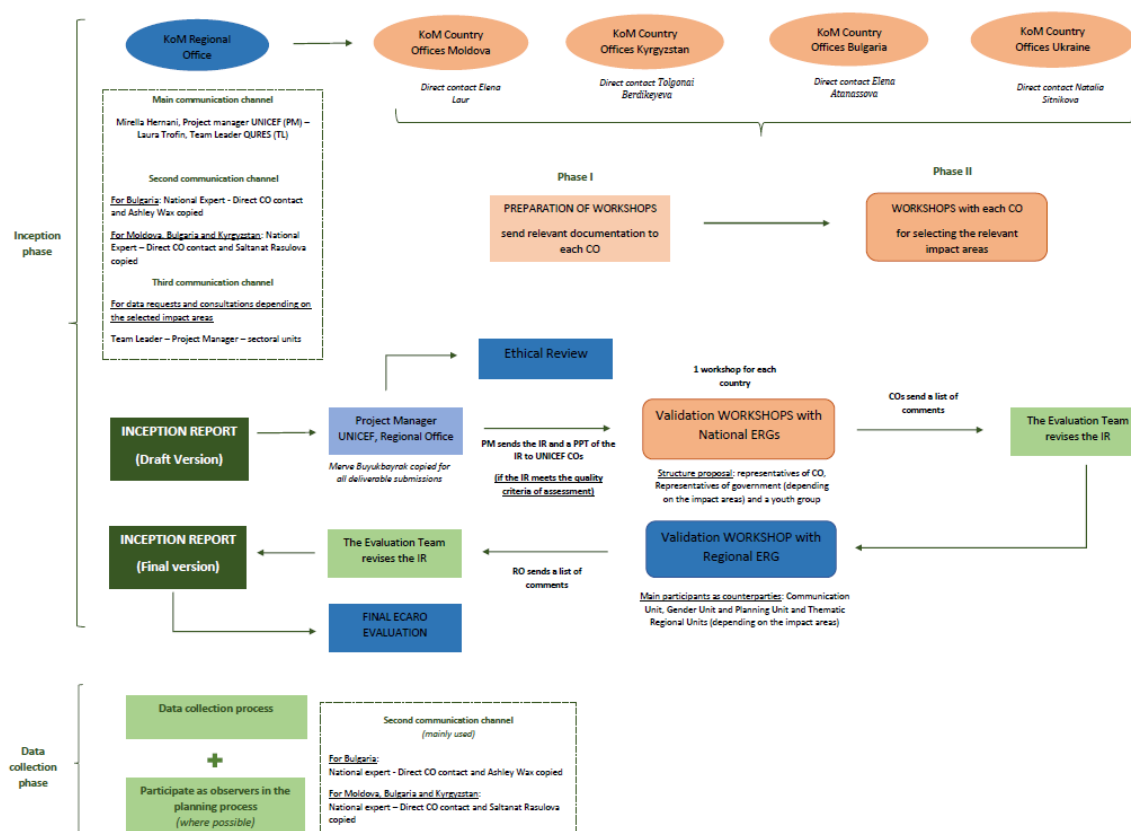 KoM Regional
Office
KoM Country
Offices Moldova
KoM Country
Offices Kyrgyzstan
KoM Country
Offices Bulgaria
KoM Country
Offices Ukraine
Direct contact Elena
Laur
Direct contact Tolgonai
Berdikeyeva
Direct contact Elena
Atanassova
Direct contact Natalia
Sitnikova
Inception
phase
Main communication channel
Mirella Hernani, Project manager UNICEF (PM) –
Laura Trofin, Team Leader QURES (TL)
Second communication channel
For Bulgaria: National Expert - Direct CO contact
and Ashley Wax copied
For Moldova, Bulgaria and Kyrgyzstan: National
Expert – Direct CO contact and Saltanat Rasulova
copied
Third communication channel
For data requests and consultations depending on
the selected impact areas
Team Leader – Project Manager – sectoral units
Phase I
PREPARATION OF WORKSHOPS
send relevant documentation to
each CO
Phase II
WORKSHOPS with each CO
for selecting the relevant
impact areas
Ethical Review
INCEPTION REPORT
(Draft Version)
Project Manager
UNICEF, Regional Office
Merve Buyukbayrak copied for
all deliverable submissions
PM sends the IR and a PPT of the
IR to UNICEF COs
(if the IR meets the quality
criteria of assessment)
1 workshop for each
country
Validation WORKSHOPS with
National ERGs
Structure proposal: representatives of CO,
Representatives of government (depending
on the impact areas) and a youth group
COs send a list of
comments
The Evaluation Team
revises the IR
INCEPTION REPORT
(Final version)
The Evaluation Team
revises the IR
RO sends a list of
comments
Validation WORKSHOP with
Regional ERG
Main participants as counterparties: Communication
Unit, Gender Unit and Planning Unit and Thematic
Regional Units (depending on the impact areas)
FINAL ECARO
EVALUATION
Data
collection
phase
Data collection process
Participate as observers in the
planning process
(where possible)
Second communication channel
(mainly used)
For Bulgaria:
National expert - Direct CO contact and Ashley Wax copied
For Moldova, Bulgaria and Kyrgyzstan:
National expert – Direct CO contact and Saltanat Rasulova
copied